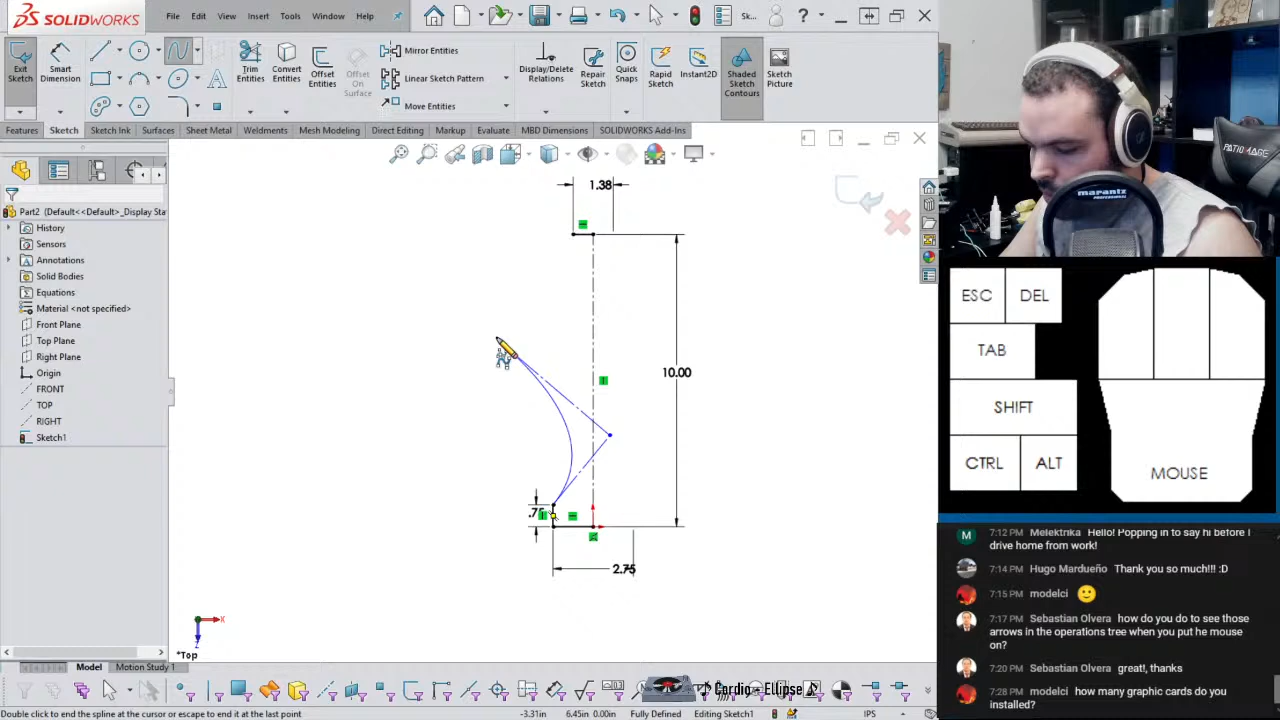 SOLIDWORKS
File Edit View Insert Tools Window Help
Sk...
Exit Sketch
Smart Dimension
Trim Entities
Convert Entities
Offset Entities
Offset On Surface
Mirror Entities
Linear Sketch Pattern
Move Entities
Display/Delete Relations
Repair Sketch
Quick Snaps
Rapid Sketch
Instant2D
Shaded Sketch Contours
Sketch Picture
Features Sketch Sketch Ink Surfaces Sheet Metal Weldments Mesh Modeling Direct Editing Markup Evaluate MBD Dimensions SOLIDWORKS Add-Ins
Part2 (Default<<Default>_Display Sta
History
Sensors
Annotations
Solid Bodies
Equations
Material <not specified>
Front Plane
Top Plane
Right Plane
Origin
FRONT
TOP
RIGHT
Sketch1
1.38
10.00
.75
2.75
X
Z
*Top
Model Motion Study 1
Cardio - Ellipse
Double click to end the spline at the cursor or escape to end it at the last point
-3.31in 6.45in 0.00in Fully Defined Editing Sketch1 IPS
marantz
PROFESSIONAL
ESC DEL
TAB
SHIFT
CTRL ALT
MOUSE
M 7:12 PM Melektrika Hello! Popping in to say hi before I
drive home from work!
7:14 PM Hugo Mardueño Thank you so much!!! :D
7:15 PM modelci 🙂
7:17 PM Sebastian Olvera how do you do to see those
arrows in the operations tree when you put he mouse
on?
7:20 PM Sebastian Olvera great!, thanks
7:28 PM modelci how many graphic cards do you
installed?